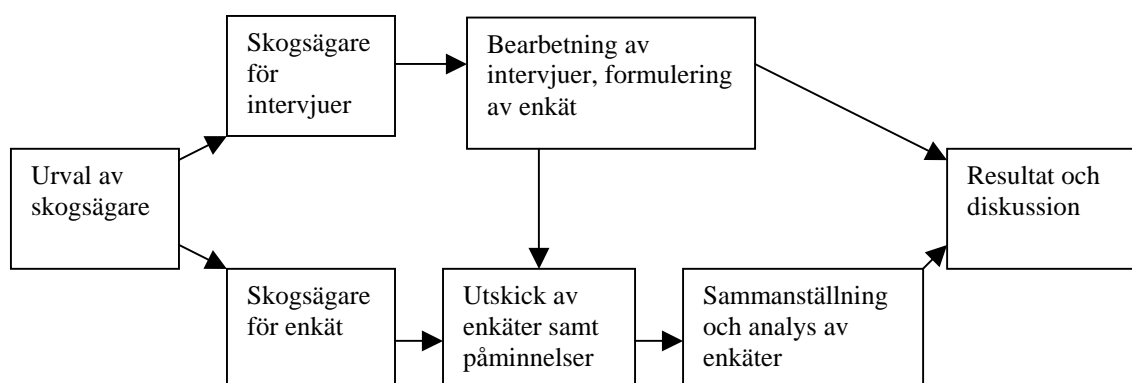 Skogsägare
för
intervjuer
Bearbetning av
intervjuer, formulering
av enkät
Urval av
skogsägare
Resultat och
diskussion
Skogsägare
för enkät
Utskick av
enkäter samt
påminnelser
Sammanställning
och analys av
enkäter